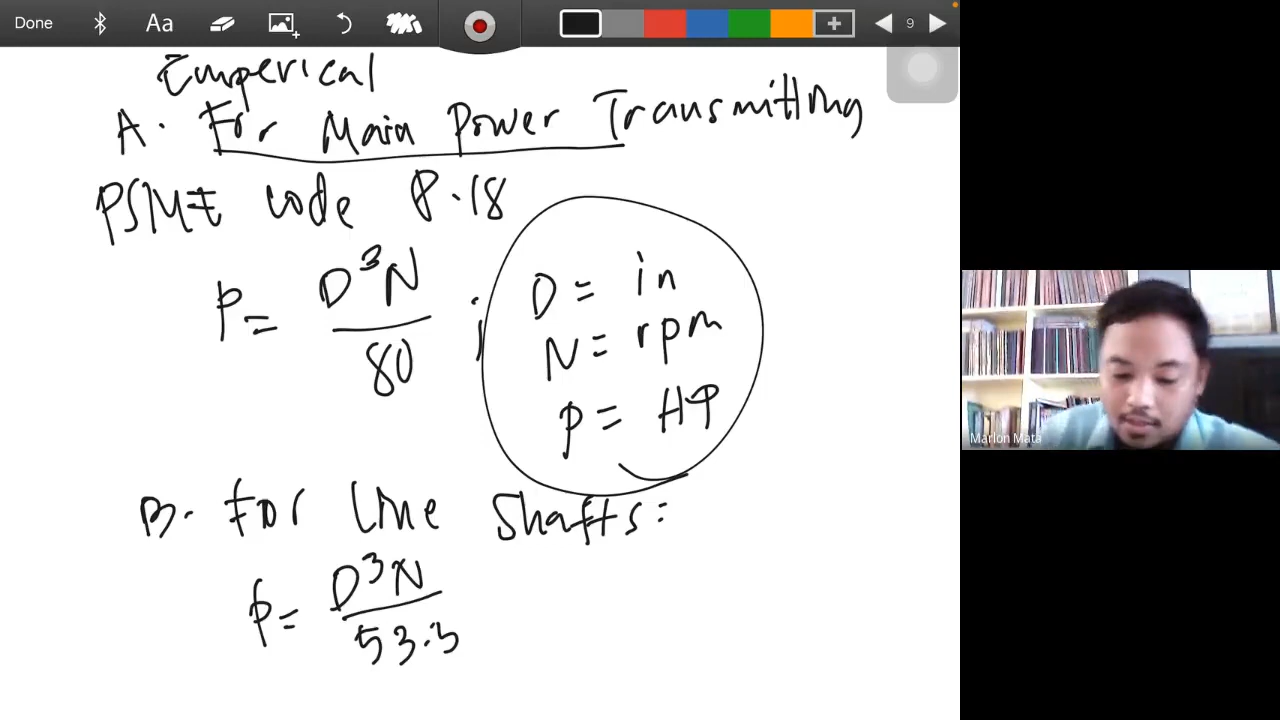 Done
Aa
9
Emperical
A. For Main Power Transmitting
PSME code 8.18
P = D³N / 80 ; D = in
N = rpm
P = HP
B. For Line Shafts:
P = D³N / 53.5
Marlon Mata